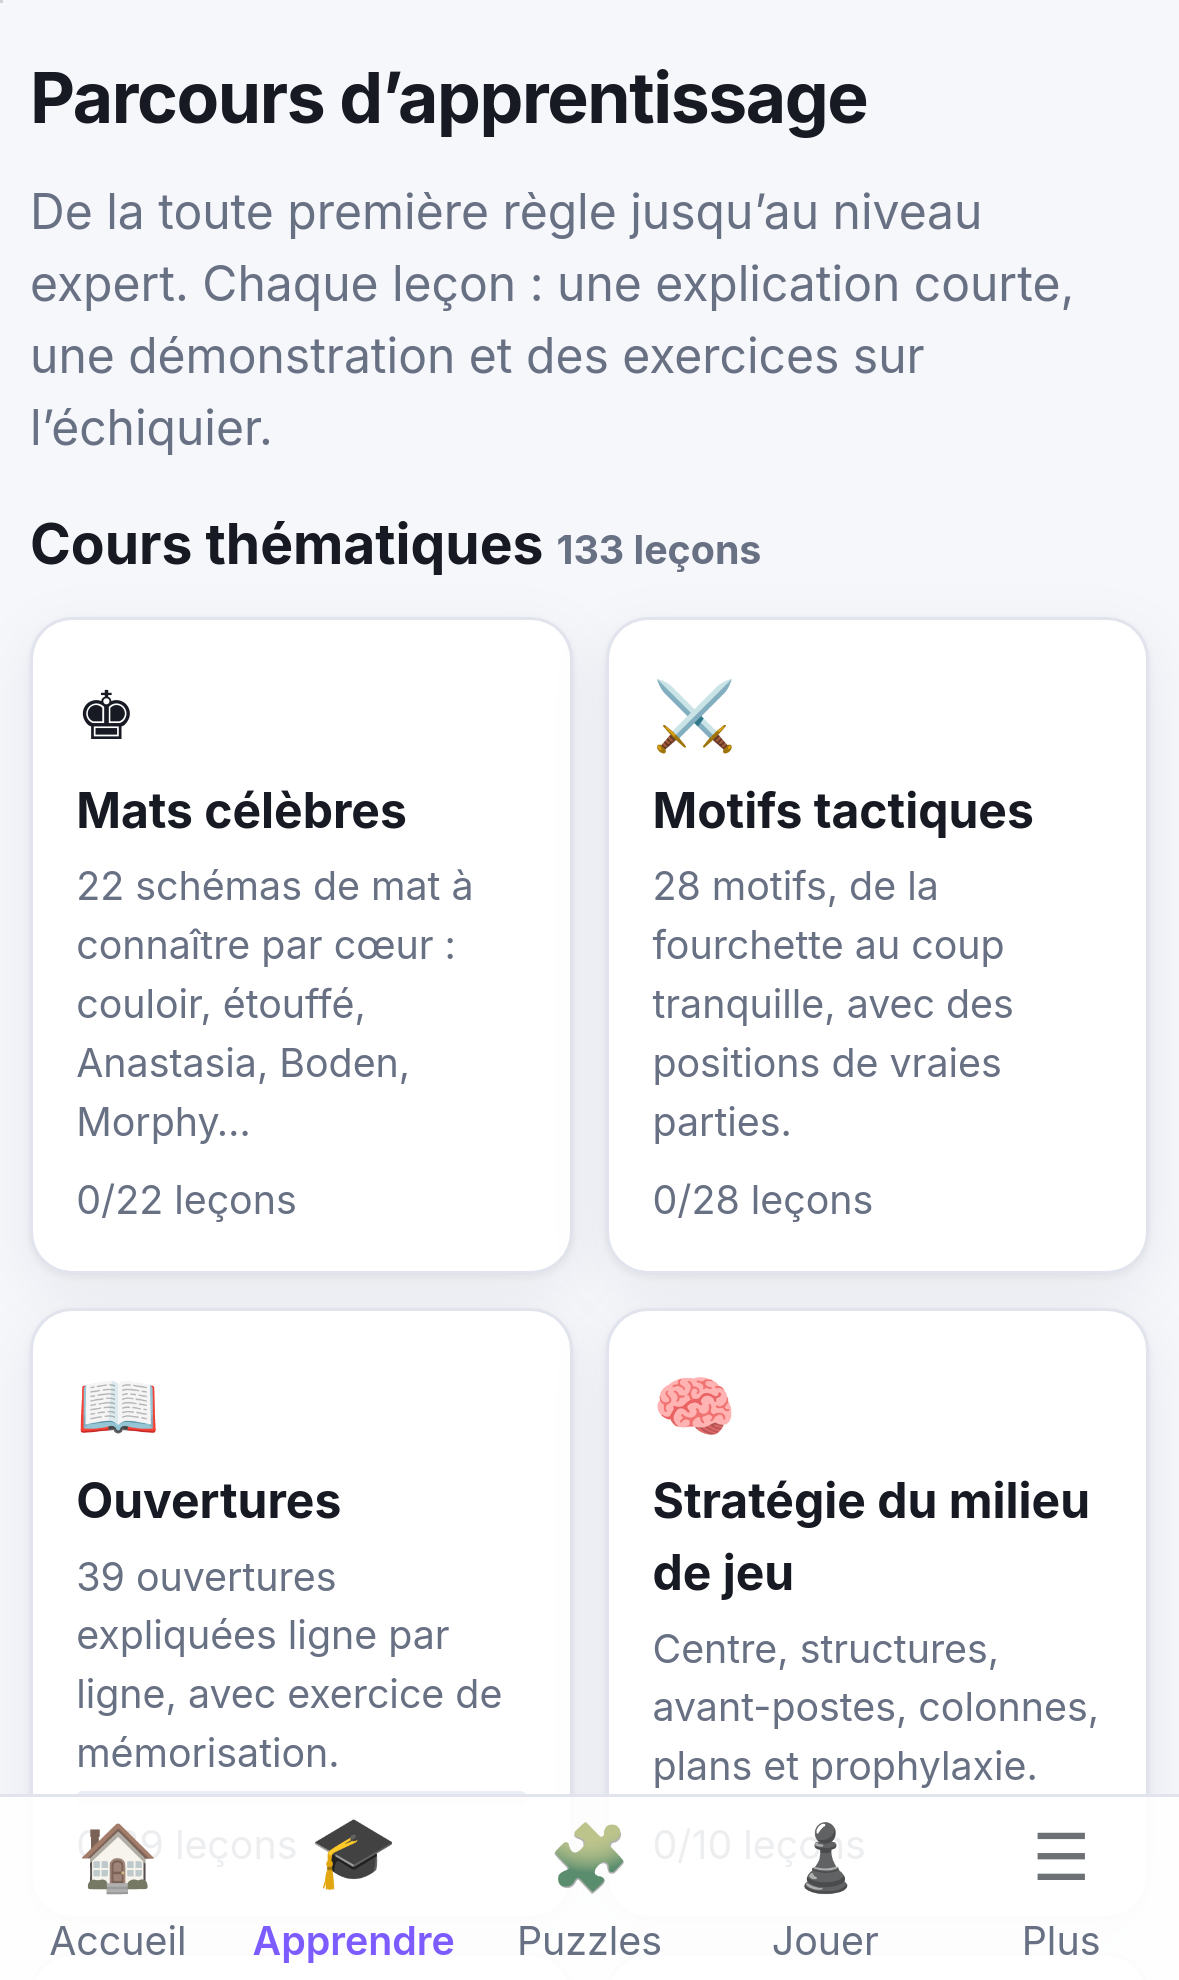 Parcours d’apprentissage
De la toute première règle jusqu’au niveau
expert. Chaque leçon : une explication courte,
une démonstration et des exercices sur
l’échiquier.
Cours thématiques 133 leçons
Mats célèbres
22 schémas de mat à
connaître par cœur :
couloir, étouffé,
Anastasia, Boden,
Morphy…
0/22 leçons
Motifs tactiques
28 motifs, de la
fourchette au coup
tranquille, avec des
positions de vraies
parties.
0/28 leçons
Ouvertures
39 ouvertures
expliquées ligne par
ligne, avec exercice de
mémorisation.
leçons
Stratégie du milieu
de jeu
Centre, structures,
avant-postes, colonnes,
plans et prophylaxie.
0/10 leçons
Accueil
Apprendre
Puzzles
Jouer
Plus